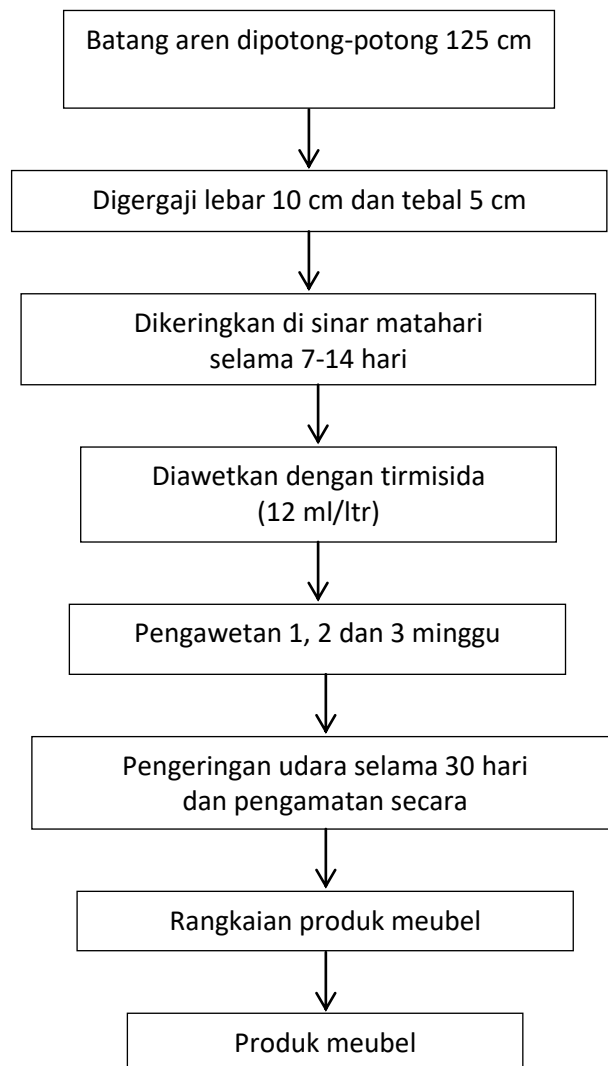 Batang aren dipotong-potong 125 cm
Digergaji lebar 10 cm dan tebal 5 cm
Dikeringkan di sinar matahari
selama 7-14 hari
Diawetkan dengan tirmisida
(12 ml/ltr)
Pengawetan 1, 2 dan 3 minggu
Pengeringan udara selama 30 hari
dan pengamatan secara
Rangkaian produk meubel
Produk meubel